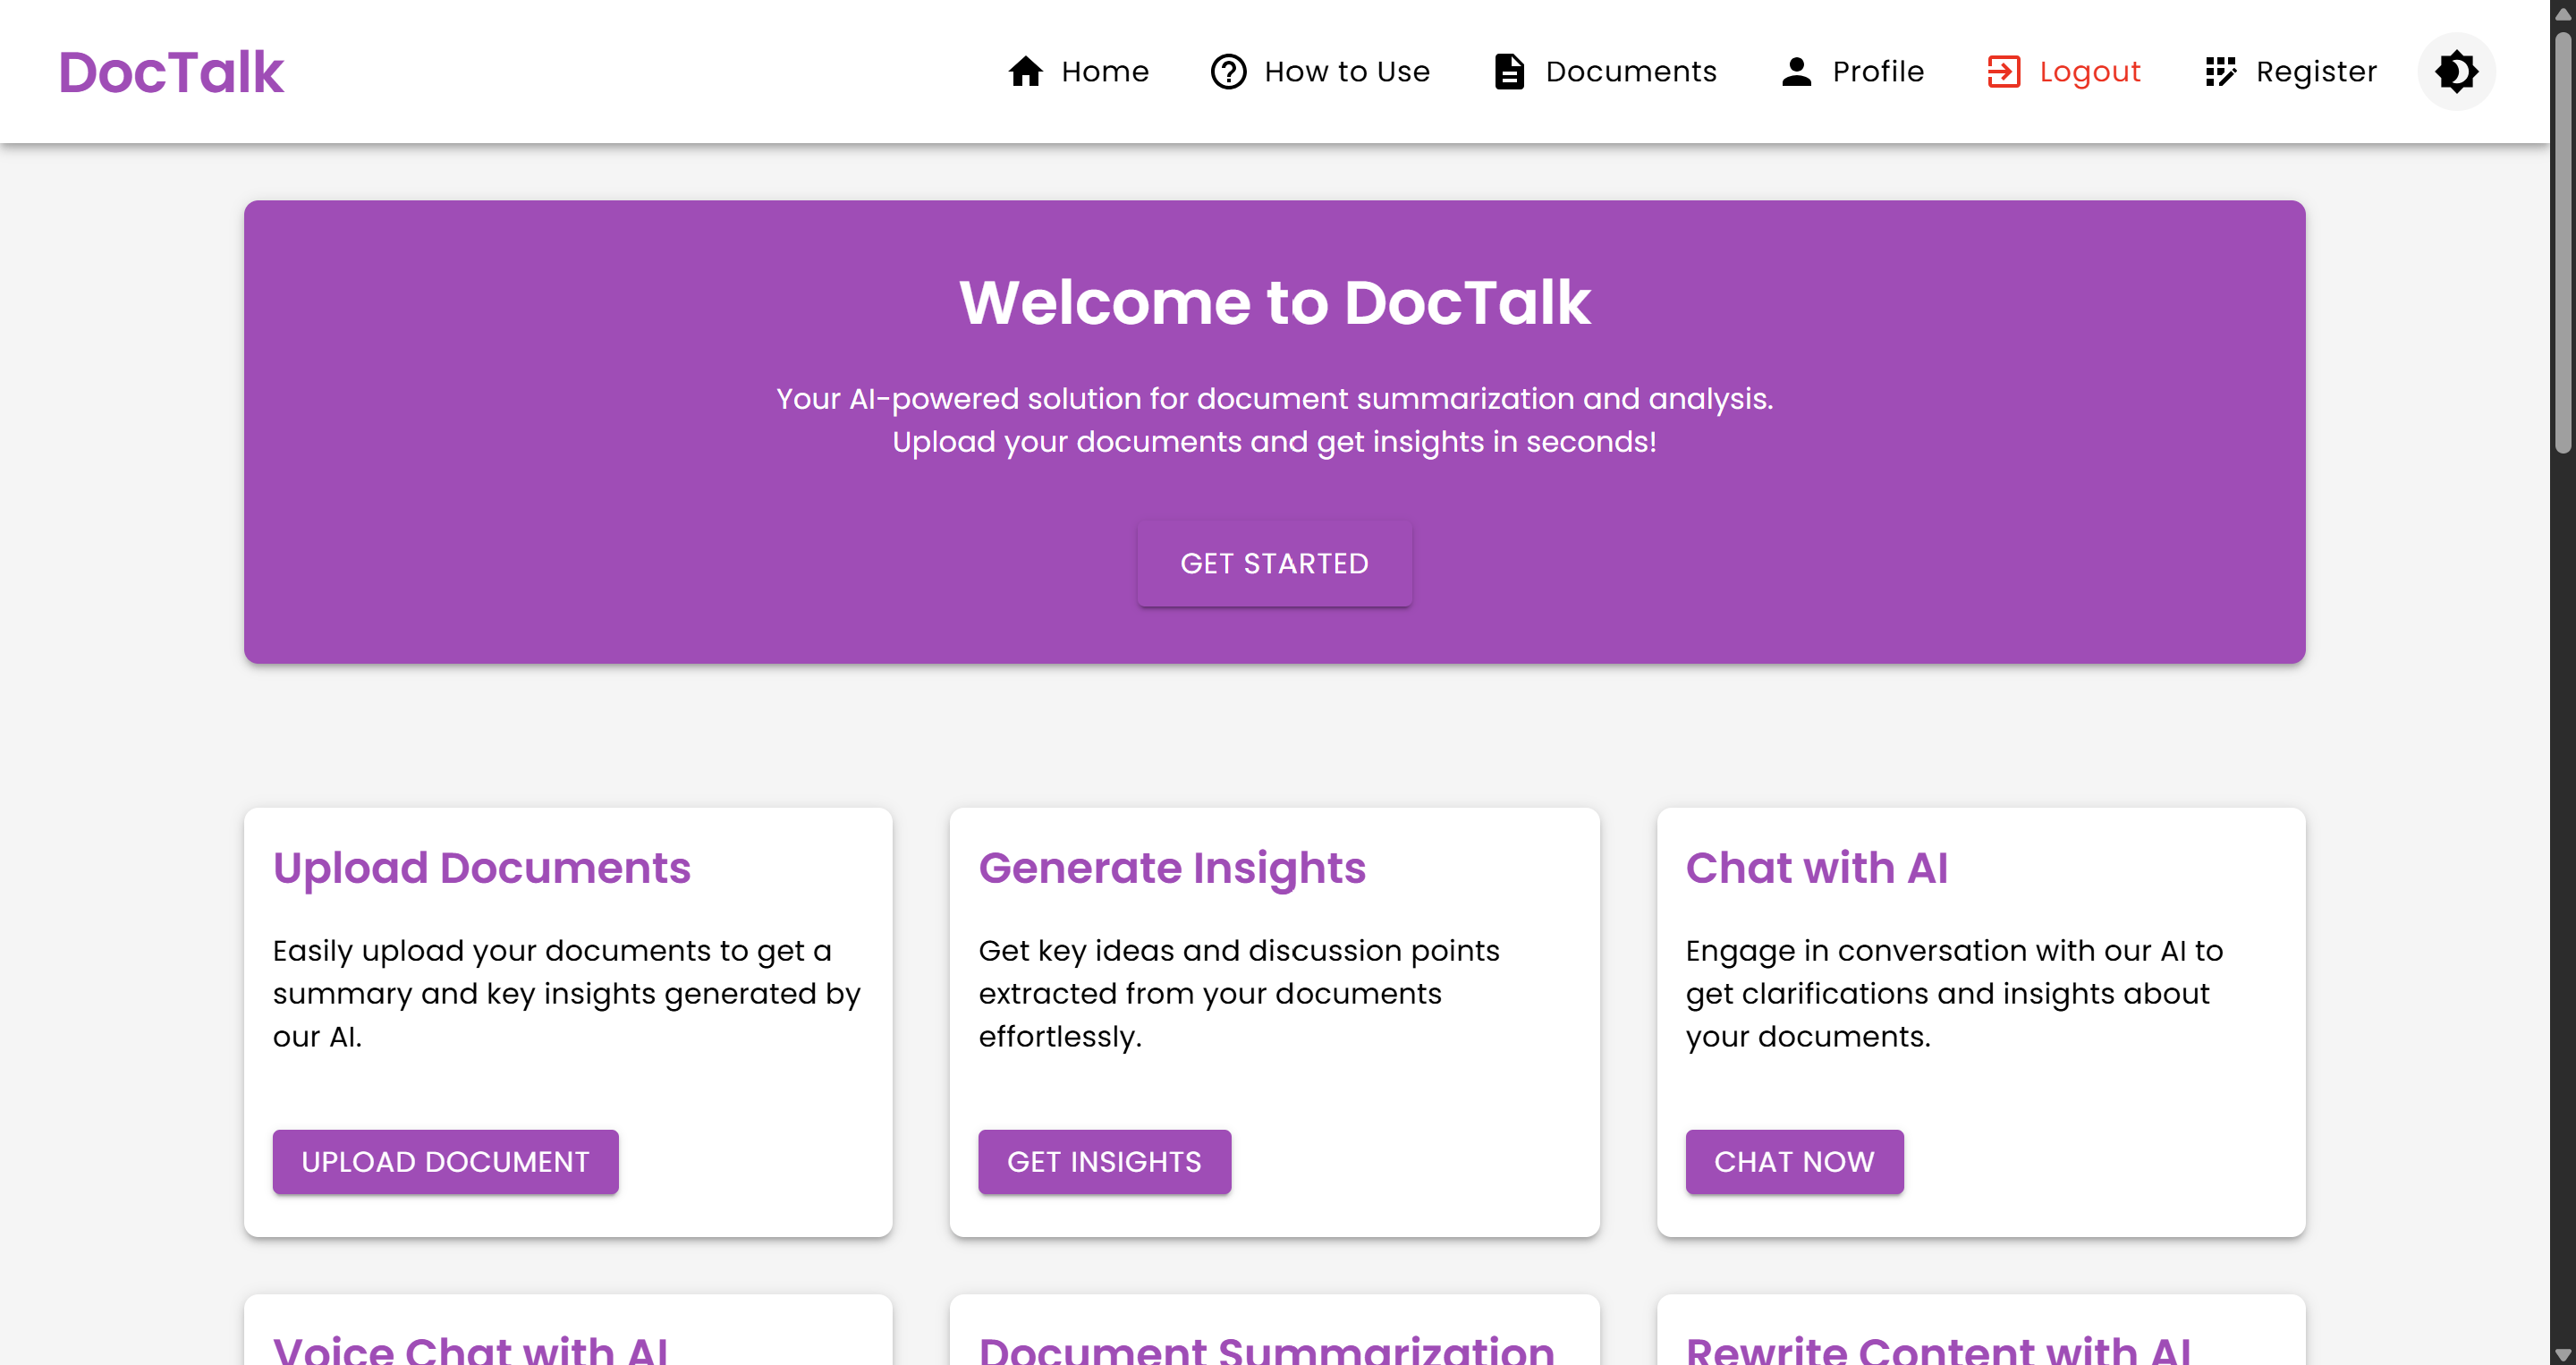 DocTalk
Home
How to Use
Documents
Profile
Logout
Register
Welcome to DocTalk
Your AI-powered solution for document summarization and analysis.
Upload your documents and get insights in seconds!
GET STARTED
Upload Documents
Easily upload your documents to get a
summary and key insights generated by
our AI.
UPLOAD DOCUMENT
Generate Insights
Get key ideas and discussion points
extracted from your documents
effortlessly.
GET INSIGHTS
Chat with AI
Engage in conversation with our AI to
get clarifications and insights about
your documents.
CHAT NOW
Voice Chat with AI
Document Summarization
Rewrite Content with AI